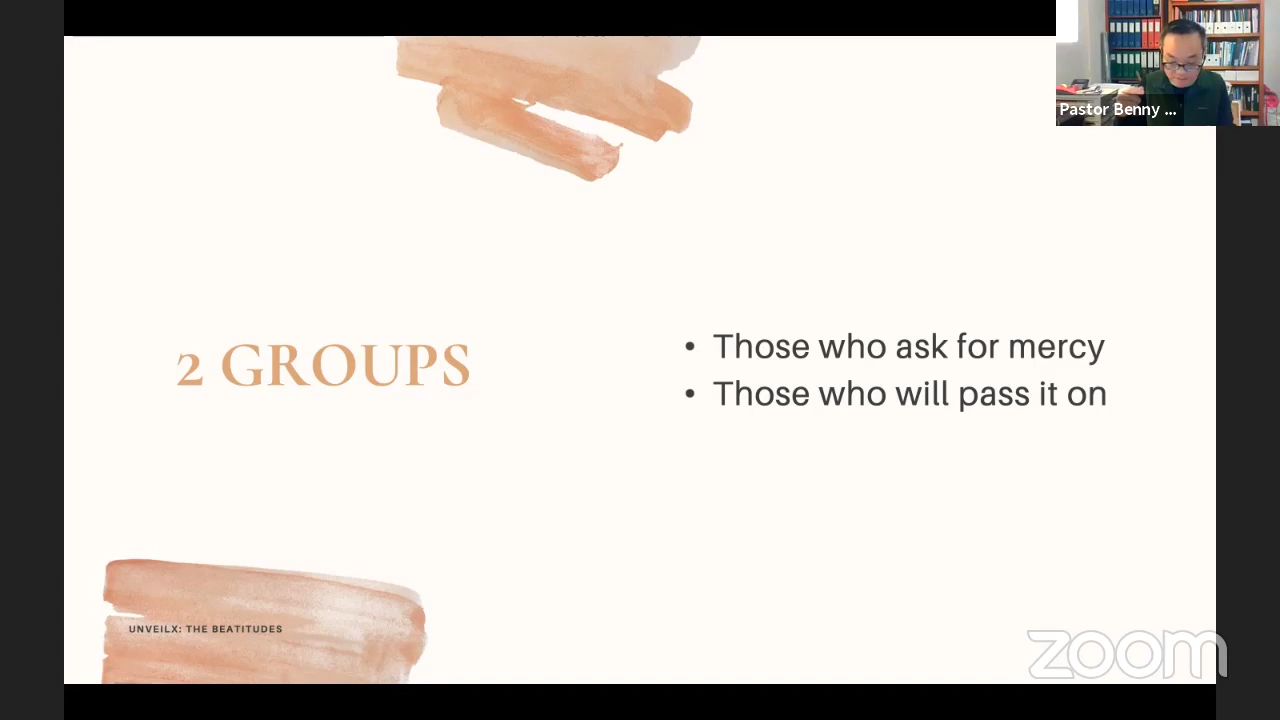 Pastor Benny ...
2 GROUPS
• Those who ask for mercy
• Those who will pass it on
UNVEILX: THE BEATITUDES
zoom